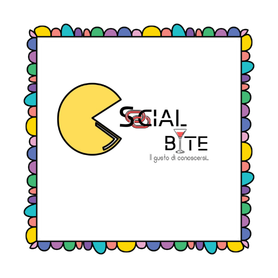 SOCIAL
BITE
Il gusto di conoscersi.